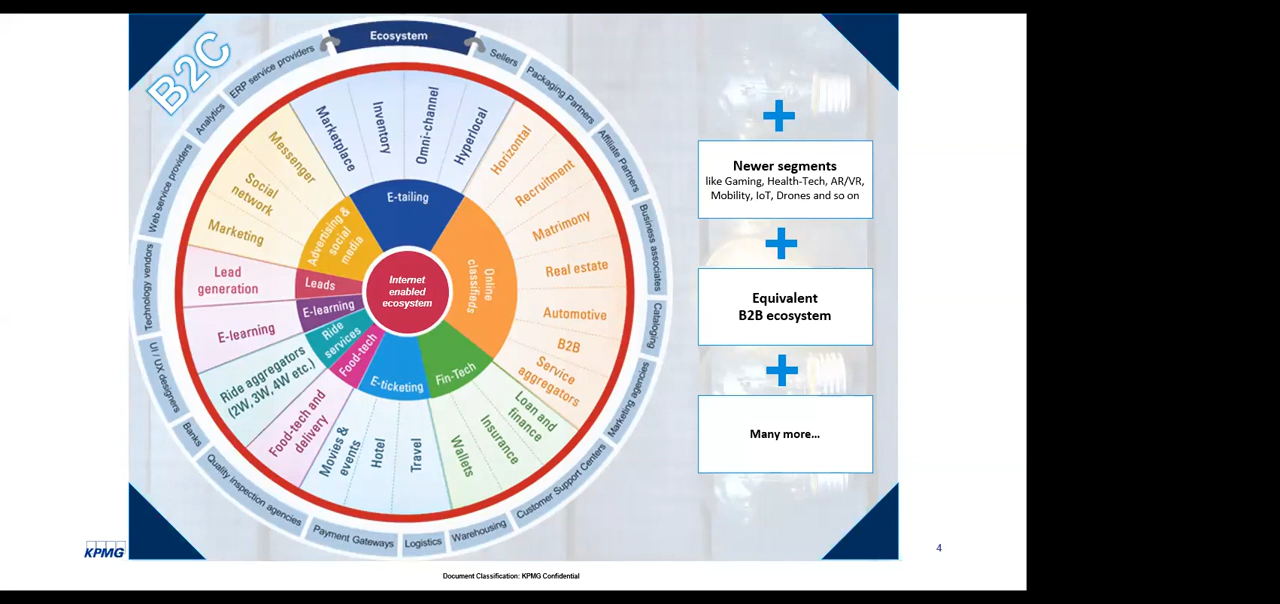 B2C
Ecosystem
Sellers
Packaging Partners
Affiliate Partners
Business associates
Cataloging
Marketing agencies
Customer Support Centers
Warehousing
Logistics
Payment Gateways
Quality inspection agencies
Banks
UI / UX designers
Technology vendors
Web service providers
Analytics
ERP service providers
Marketplace
Inventory
Omni-channel
Hyperlocal
E-tailing
Horizontal
Recruitment
Matrimony
Real estate
Automotive
B2B
Service
aggregators
Online
classifieds
Loan and
finance
Insurance
Wallets
Fin-Tech
Travel
Hotel
Movies &
events
E-ticketing
Food-tech and
delivery
Food-tech
Ride aggregators
(2W, 3W, 4W etc.)
Ride
services
E-learning
E-learning
Lead
generation
Leads
Marketing
Social
network
Messenger
Advertising &
social
media
Internet
enabled
ecosystem
Newer segments
like Gaming, Health-Tech, AR/VR,
Mobility, IoT, Drones and so on
Equivalent
B2B ecosystem
Many more...
KPMG
4
Document Classification: KPMG Confidential